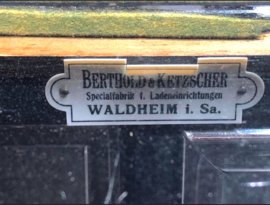 BERTHOLD & KETZSCHER
Specialfabrik f. Ladeneinrichtungen
WALDHEIM i. Sa.